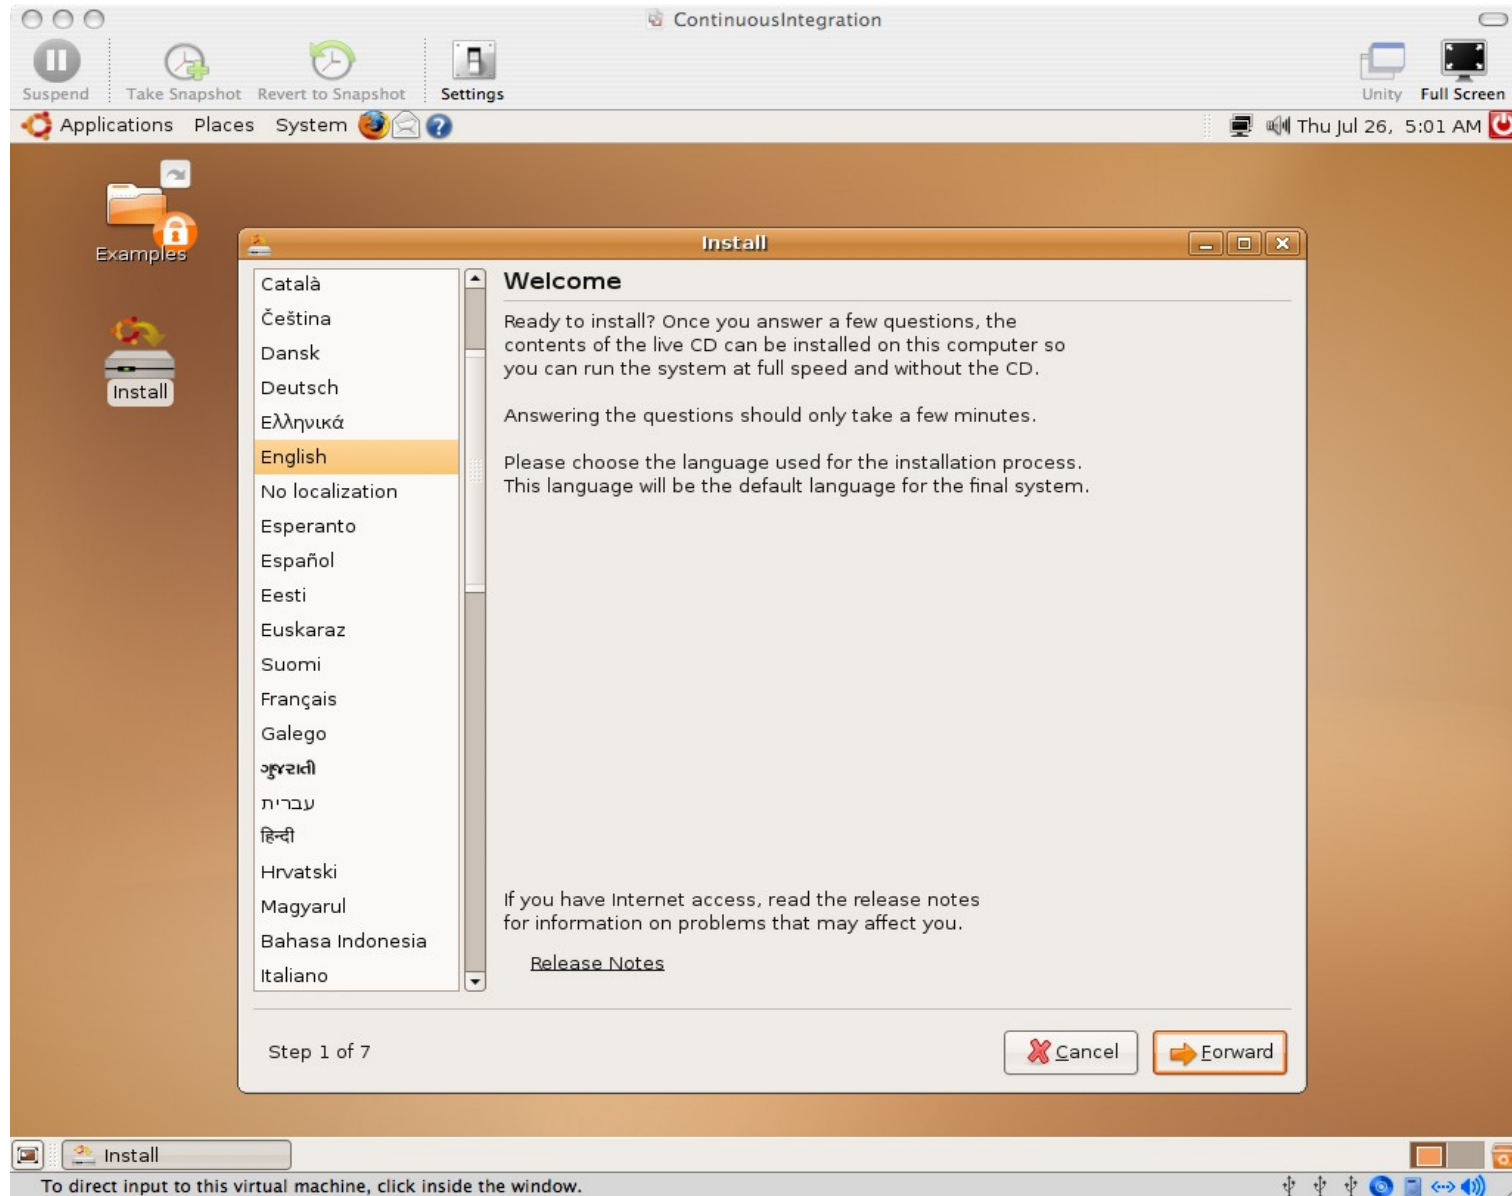 ContinuousIntegration
Suspend
Take Snapshot
Revert to Snapshot
Settings
Unity
Full Screen
Applications Places System
Thu Jul 26, 5:01 AM
Examples
Install
Install
Català
Čeština
Dansk
Deutsch
Ελληνικά
English
No localization
Esperanto
Español
Eesti
Euskaraz
Suomi
Français
Galego
ગુજરાતી
עברית
हिन्दी
Hrvatski
Magyarul
Bahasa Indonesia
Italiano
Welcome
Ready to install? Once you answer a few questions, the
contents of the live CD can be installed on this computer so
you can run the system at full speed and without the CD.
Answering the questions should only take a few minutes.
Please choose the language used for the installation process.
This language will be the default language for the final system.
If you have Internet access, read the release notes
for information on problems that may affect you.
Release Notes
Step 1 of 7
Cancel
Forward
Install
To direct input to this virtual machine, click inside the window.